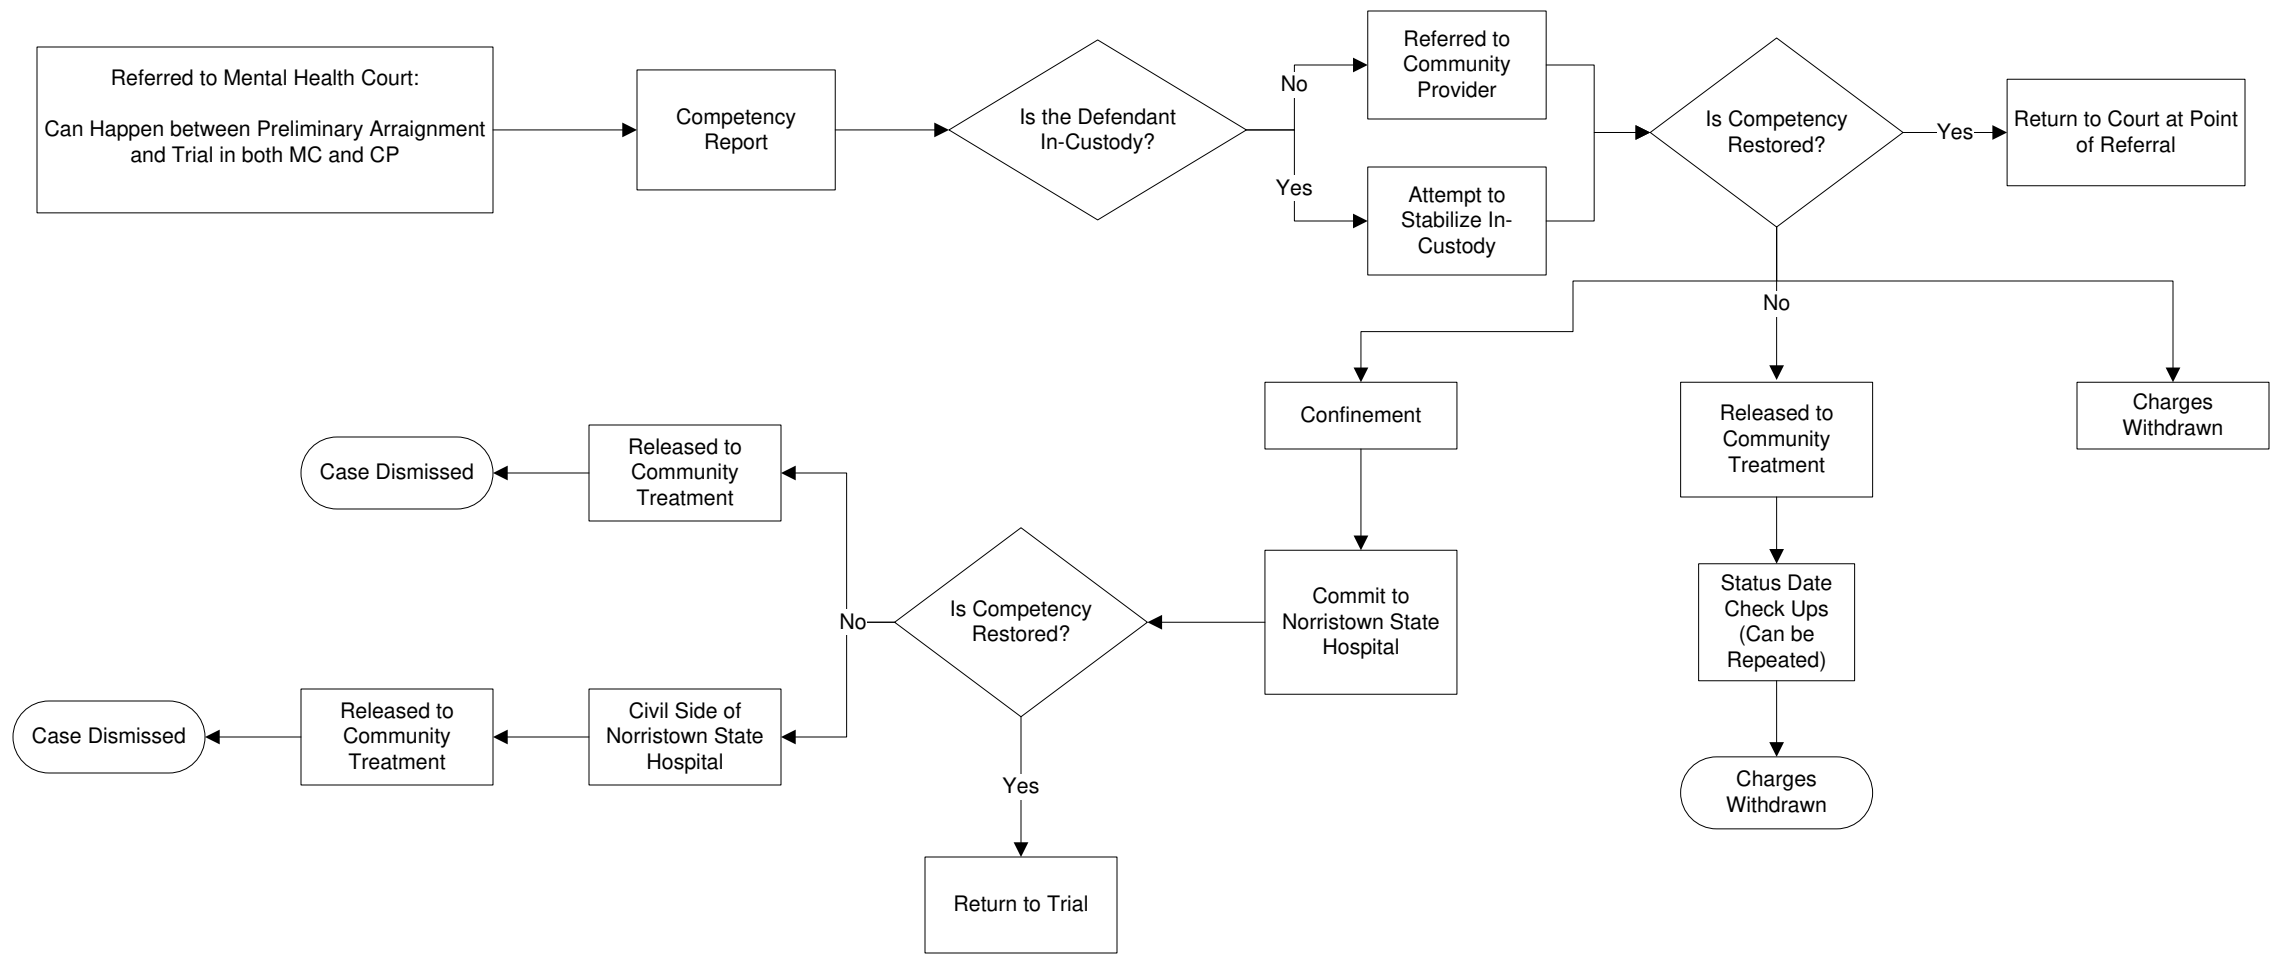 Referred to Mental Health Court:
Can Happen between Preliminary Arraignment
and Trial in both MC and CP
Competency
Report
Is the Defendant
In-Custody?
No
Yes
Referred to
Community
Provider
Attempt to
Stabilize In-
Custody
Is Competency
Restored?
Yes
Return to Court at Point
of Referral
No
Confinement
Released to
Community
Treatment
Charges
Withdrawn
Commit to
Norristown State
Hospital
Status Date
Check Ups
(Can be
Repeated)
Charges
Withdrawn
Is Competency
Restored?
No
Yes
Return to Trial
Released to
Community
Treatment
Case Dismissed
Civil Side of
Norristown State
Hospital
Released to
Community
Treatment
Case Dismissed